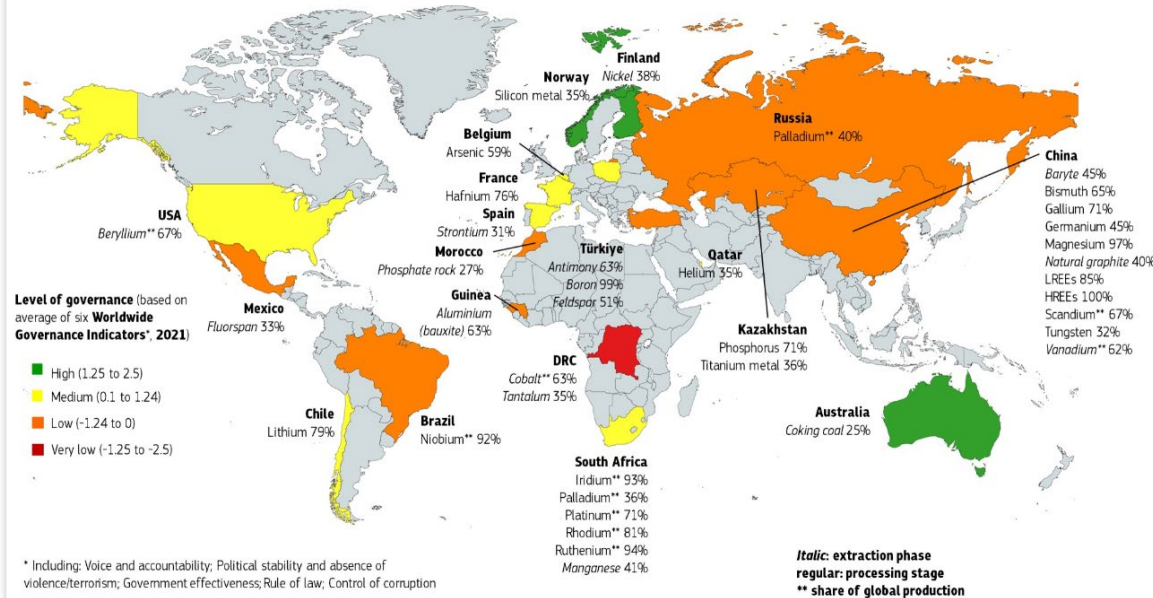 Finland
Nickel 38%
Norway
Silicon metal 35%
Russia
Palladium** 40%
Belgium
Arsenic 59%
China
Baryte 45%
Bismuth 65%
Gallium 71%
Germanium 45%
Magnesium 97%
Natural graphite 40%
LREEs 85%
HREEs 100%
Scandium** 67%
Tungsten 32%
Vanadium** 62%
France
Hafnium 76%
Spain
Strontium 31%
USA
Beryllium** 67%
Morocco
Phosphate rock 27%
Türkiye
Antimony 63%
Boron 99%
Feldspar 51%
Qatar
Helium 35%
Guinea
Aluminium
(bauxite) 63%
Mexico
Fluorspan 33%
Kazakhstan
Phosphorus 71%
Titanium metal 36%
DRC
Cobalt** 63%
Tantalum 35%
Level of governance (based on
average of six Worldwide
Governance Indicators*, 2021)
High (1.25 to 2.5)
Medium (0.1 to 1.24)
Low (-1.24 to 0)
Very low (-1.25 to -2.5)
Chile
Lithium 79%
Brazil
Niobium** 92%
Australia
Coking coal 25%
South Africa
Iridium** 93%
Palladium** 36%
Platinum** 71%
Rhodium** 81%
Ruthenium** 94%
Manganese 41%
* Including: Voice and accountability; Political stability and absence of
violence/terrorism; Government effectiveness; Rule of law; Control of corruption
Italic: extraction phase
regular: processing stage
** share of global production